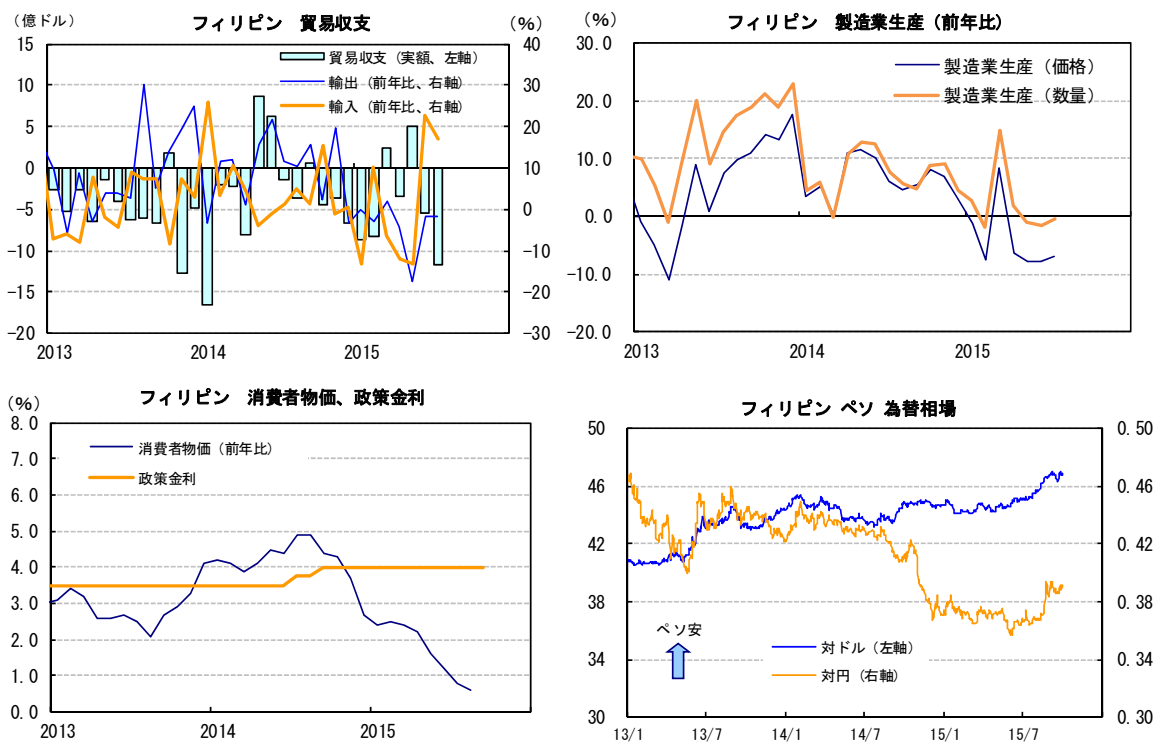 フィリピン　貿易収支
（億ドル） （%）
貿易収支（実額、左軸）
輸出（前年比、右軸）
輸入（前年比、右軸）
15 40
10 30
5 20
0 10
-5 0
-10 -10
-15 -20
-20 -30
2013 2014 2015
フィリピン　製造業生産（前年比）
（%）
製造業生産（価格）
製造業生産（数量）
30.0
20.0
10.0
0.0
-10.0
-20.0
2013 2014 2015
フィリピン　消費者物価、政策金利
（%）
消費者物価（前年比）
政策金利
8.0
7.0
6.0
5.0
4.0
3.0
2.0
1.0
0.0
2013 2014 2015
フィリピン ペソ 為替相場
50 0.50
46 0.46
42 0.42
38 0.38
34 0.34
30 0.30
ペソ安
対ドル（左軸）
対円（右軸）
13/1 13/7 14/1 14/7 15/1 15/7